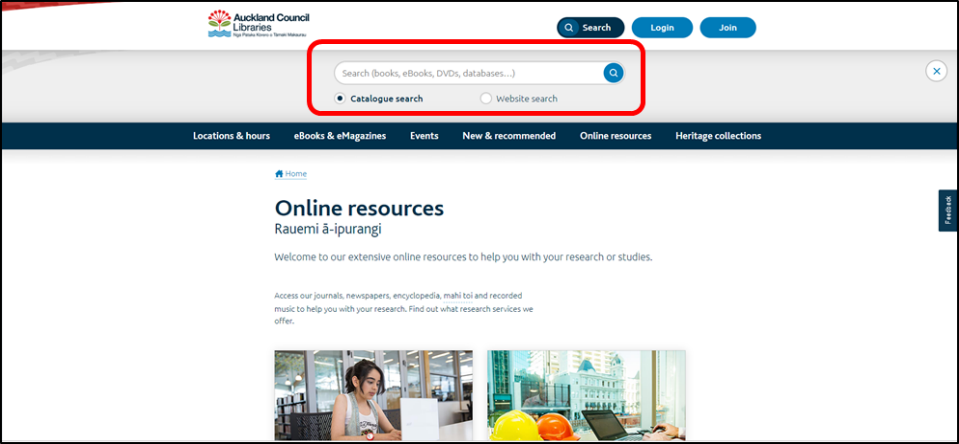 Auckland Council
Libraries
Ngā Pātaka Kōrero o Tāmaki Makaurau
Search
Login
Join
Search (books, eBooks, DVDs, databases...)
Catalogue search
Website search
Locations & hours
eBooks & eMagazines
Events
New & recommended
Online resources
Heritage collections
Home
Feedback
Online resources
Rauemi ā-ipurangi
Welcome to our extensive online resources to help you with your research or studies.
Access our journals, newspapers, encyclopedia, mahi toi and recorded
music to help you with your research. Find out what research services we
offer.